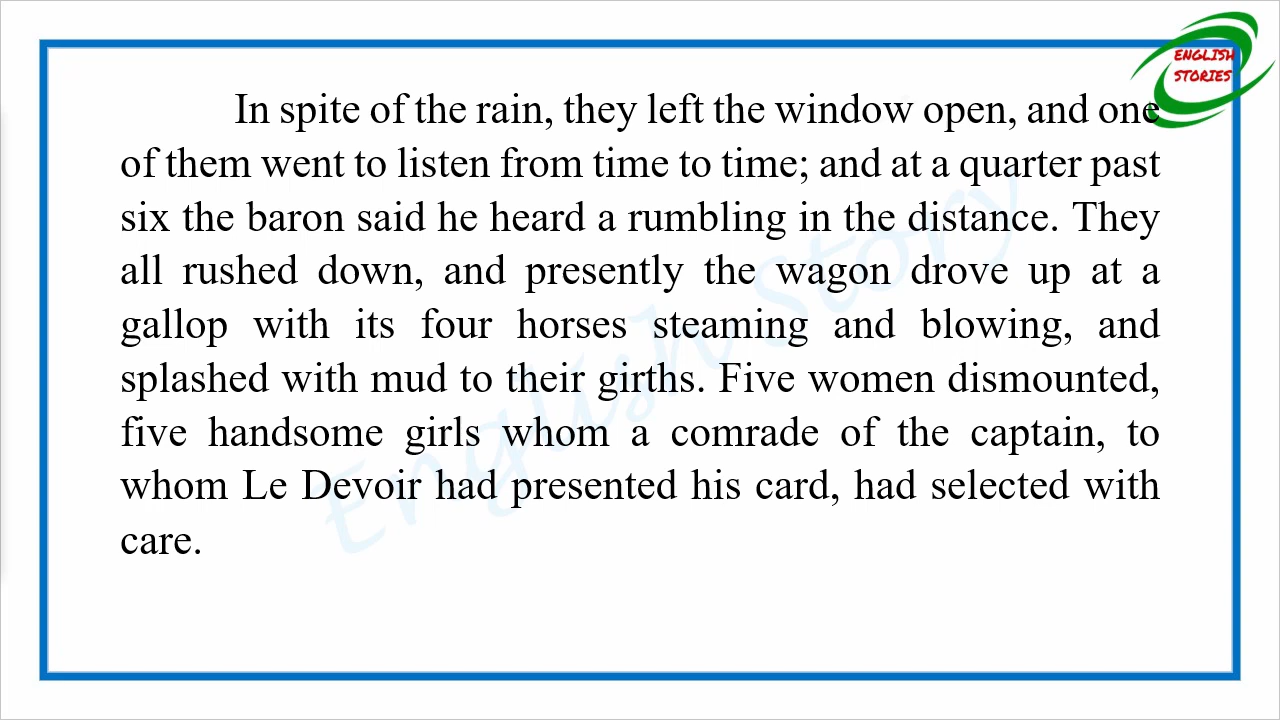 ENGLISH
STORIES
In spite of the rain, they left the window open, and one
of them went to listen from time to time; and at a quarter past
six the baron said he heard a rumbling in the distance. They
all rushed down, and presently the wagon drove up at a
gallop with its four horses steaming and blowing, and
splashed with mud to their girths. Five women dismounted,
five handsome girls whom a comrade of the captain, to
whom Le Devoir had presented his card, had selected with
care.
English Story